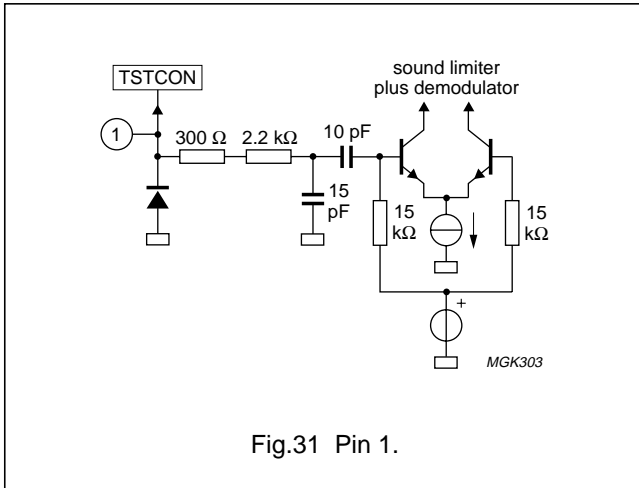 TSTCON
sound limiter
plus demodulator
1
300 Ω
2.2 kΩ
10 pF
15
pF
15
kΩ
15
kΩ
+
MGK303
Fig.31 Pin 1.